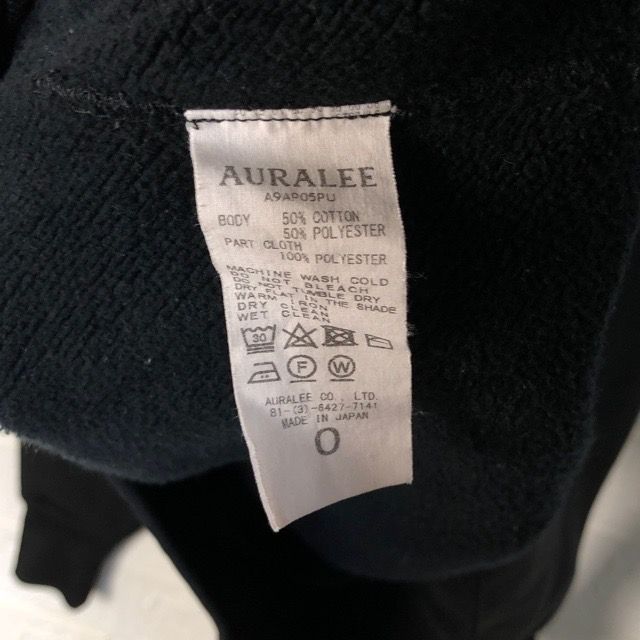 AURALEE
A9AP05PU
BODY 50% COTTON
50% POLYESTER
PART CLOTH
100% POLYESTER
MACHINE WASH COLD
DO NOT BLEACH
DO NOT TUMBLE DRY
DRY IN THE SHADE
WARM
DRY CLEAN
WET CLEAN
30
F W
AURALEE CO., LTD.
81-(3)-6427-7141
MADE IN JAPAN
0